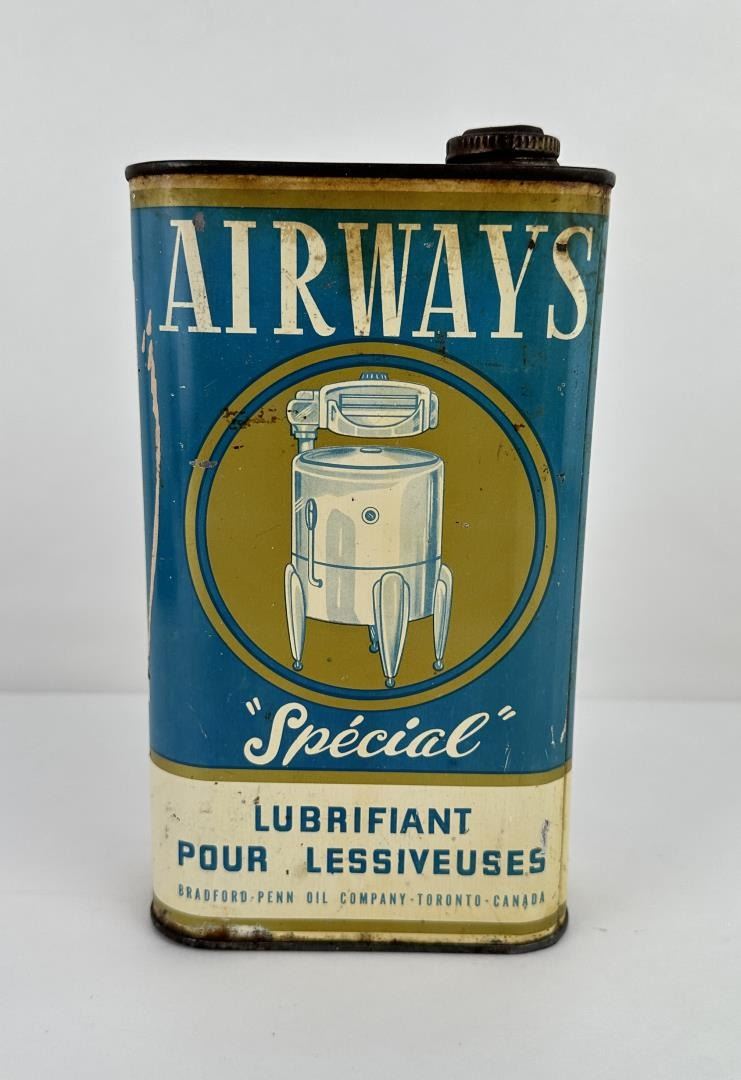 AIRWAYS
"Spécial"
LUBRIFIANT
POUR LESSIVEUSES
BRADFORD-PENN OIL COMPANY-TORONTO-CANADA